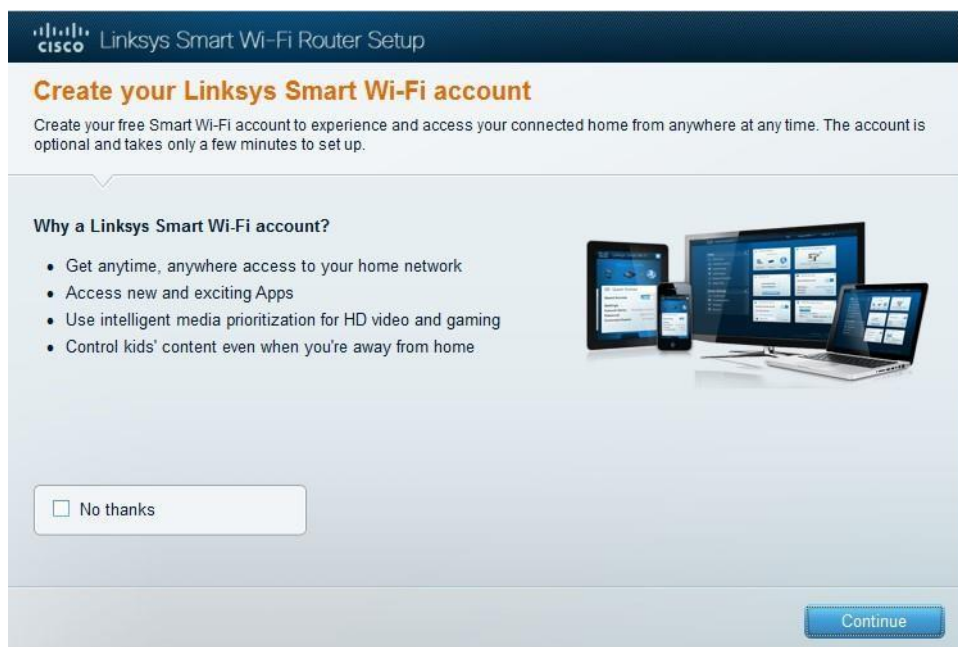 CISCO Linksys Smart Wi-Fi Router Setup
Create your Linksys Smart Wi-Fi account
Create your free Smart Wi-Fi account to experience and access your connected home from anywhere at any time. The account is
optional and takes only a few minutes to set up.
Why a Linksys Smart Wi-Fi account?
• Get anytime, anywhere access to your home network
• Access new and exciting Apps
• Use intelligent media prioritization for HD video and gaming
• Control kids' content even when you're away from home
No thanks
Continue